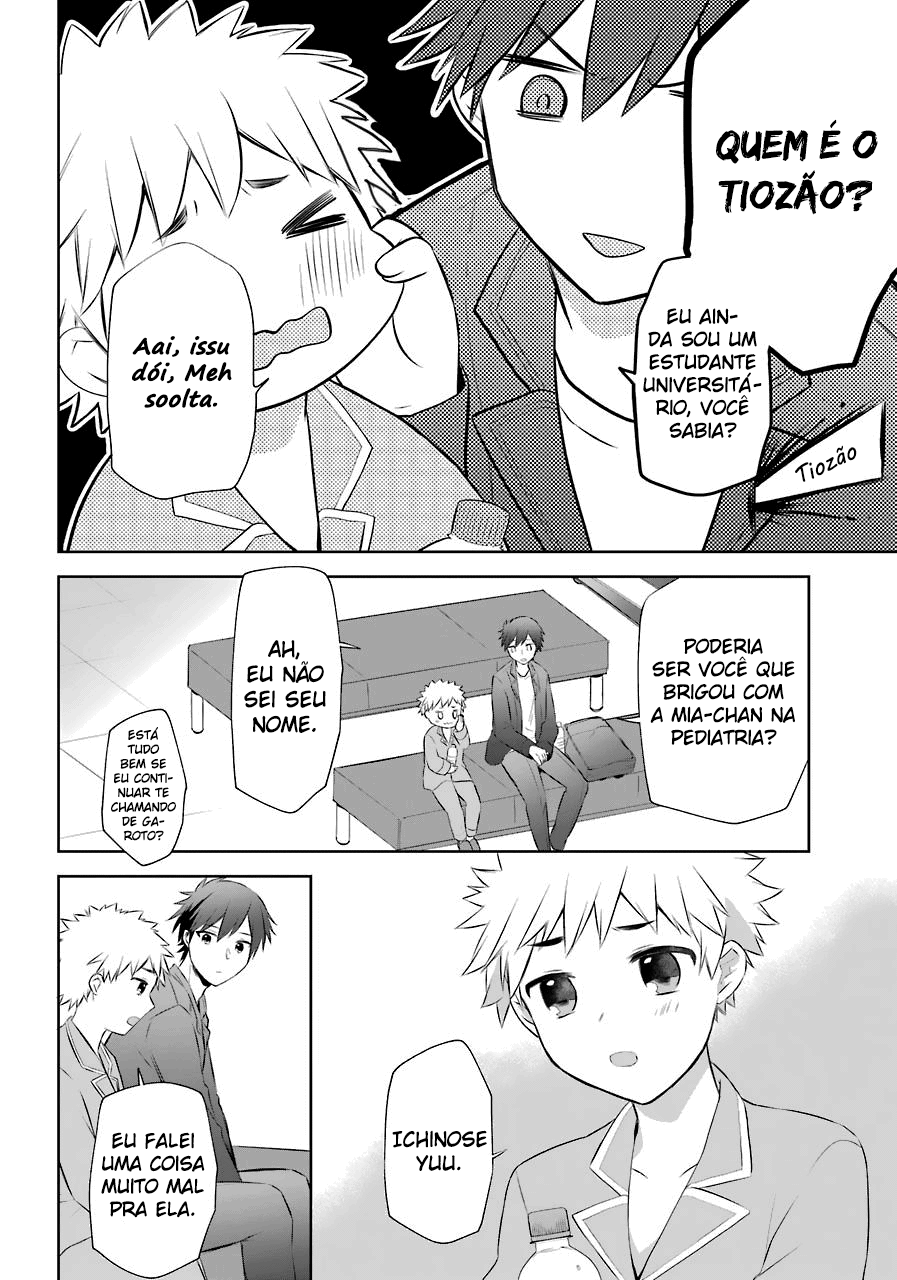 QUEM É O
TIOZÃO?
EU AIN-
DA SOU UM
ESTUDANTE
UNIVERSITÁ-
RIO, VOCÊ
SABIA?
Tiozão
Aai, issu
dói, Meh
soolta.
PODERIA
SER VOCÊ QUE
BRIGOU COM
A MIA-CHAN NA
PEDIATRIA?
AH,
EU NÃO
SEI SEU
NOME.
ESTÁ
TUDO
BEM SE
EU CONTI-
NUAR TE
CHAMANDO
DE GA-
ROTO?
ICHINOSE
YUU.
EU FALEI
UMA COISA
MUITO MAL
PRA ELA.